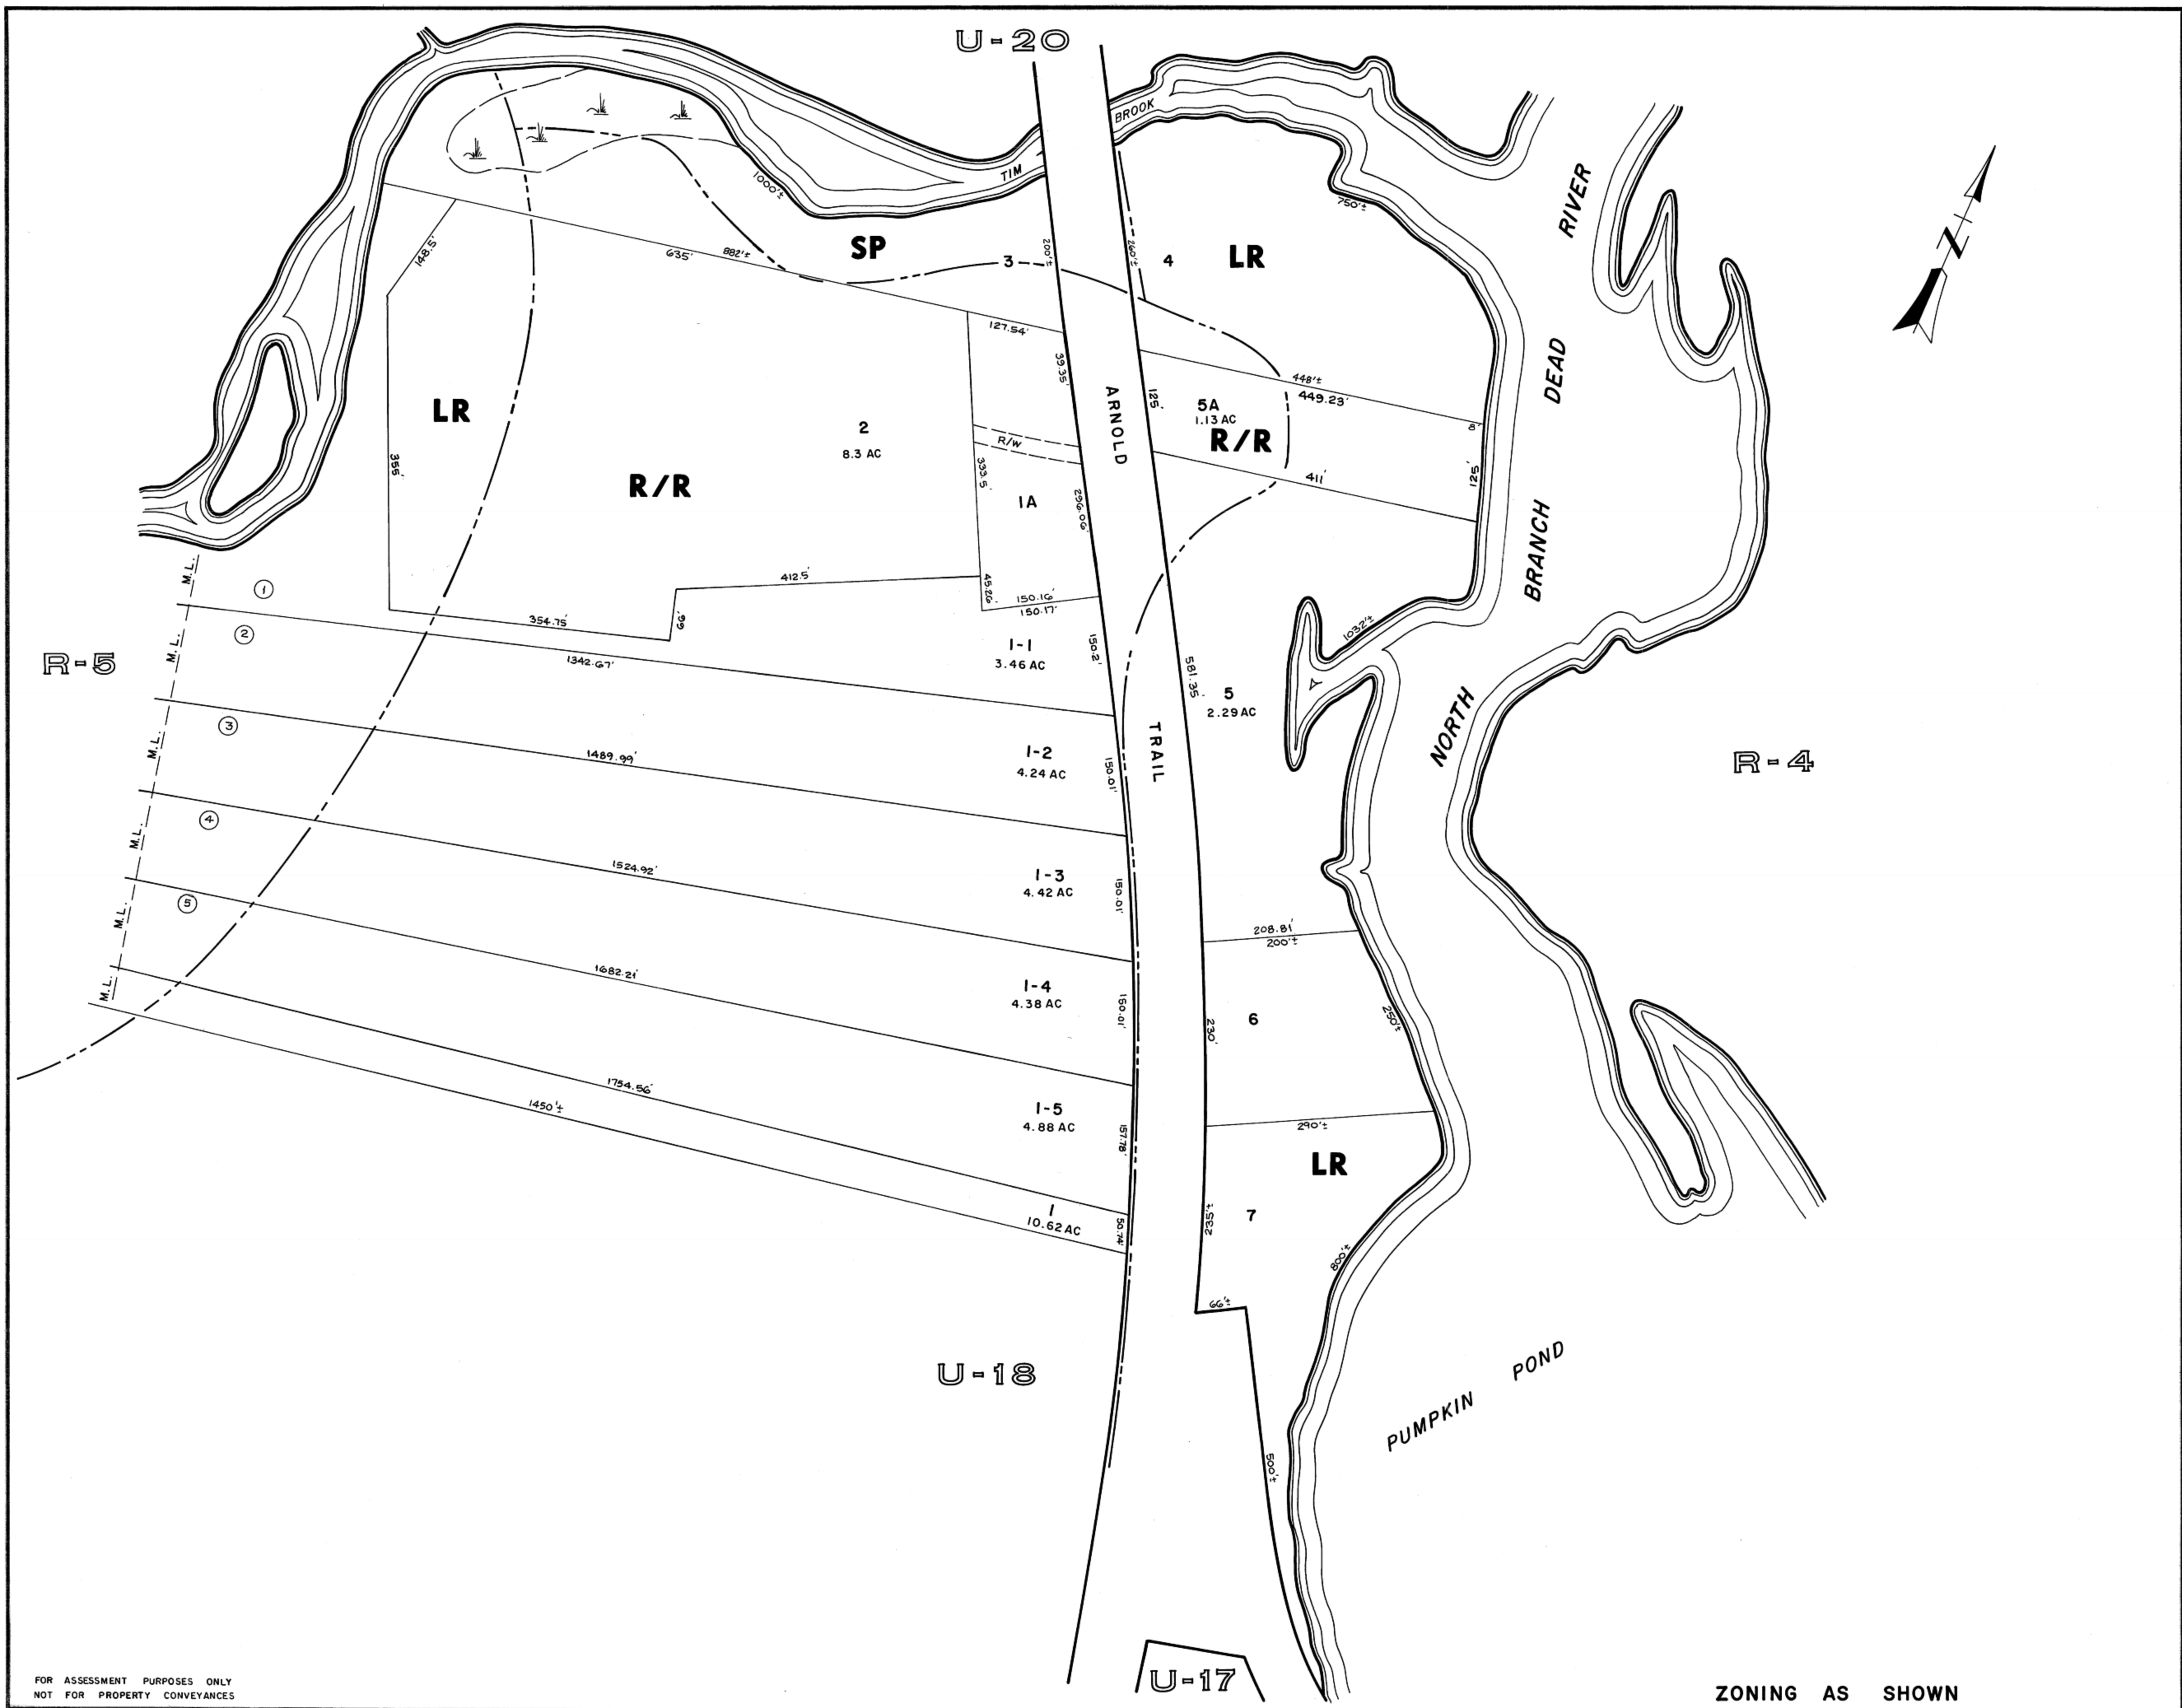 U-20
BROOK
TIM
RIVER
N
1000'±
750'±
SP
3
200'±
260'±
4
LR
148.5'
635'
882'±
127.54'
39.35'
DEAD
448'±
449.23'
ARNOLD
125'
5A
1.13 AC
R/R
8'
125'
411'
LR
355'
R/R
2
8.3 AC
R/W
333.5'
1A
296.06'
BRANCH
M.L.
1
412.5'
45.26'
150.16'
150.17'
354.75'
66'
2
1342.67'
M.L.
R-5
1-1
3.46 AC
150.2'
581.35'
5
2.29 AC
1032'±
NORTH
3
M.L.
1489.99'
1-2
4.24 AC
150.01'
TRAIL
R-4
4
M.L.
1524.92'
1-3
4.42 AC
150.01'
5
M.L.
208.81'
200'±
1682.21'
1-4
4.38 AC
150.01'
230'
6
250'±
M.L.
1754.56'
1450'±
1-5
4.88 AC
157.78'
290'±
LR
1
10.62 AC
50.74'
235'±
7
800'±
66'±
U-18
PUMPKIN POND
500'±
U-17
FOR ASSESSMENT PURPOSES ONLY
NOT FOR PROPERTY CONVEYANCES
ZONING AS SHOWN